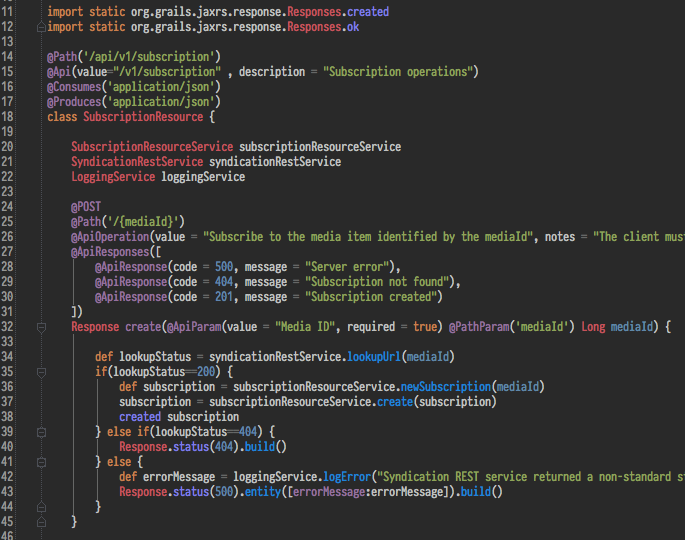 11 import static org.grails.jaxrs.response.Responses.created
12 import static org.grails.jaxrs.response.Responses.ok
13
14 @Path('/api/v1/subscription')
15 @Api(value="/v1/subscription" , description = "Subscription operations")
16 @Consumes('application/json')
17 @Produces('application/json')
18 class SubscriptionResource {
19
20     SubscriptionResourceService subscriptionResourceService
21     SyndicationRestService syndicationRestService
22     LoggingService loggingService
23
24     @POST
25     @Path('/{mediaId}')
26     @ApiOperation(value = "Subscribe to the media item identified by the mediaId", notes = "The client must
27     @ApiResponses([
28         @ApiResponse(code = 500, message = "Server error"),
29         @ApiResponse(code = 404, message = "Subscription not found"),
30         @ApiResponse(code = 201, message = "Subscription created")
31     ])
32     Response create(@ApiParam(value = "Media ID", required = true) @PathParam('mediaId') Long mediaId) {
33
34         def lookupStatus = syndicationRestService.lookupUrl(mediaId)
35         if(lookupStatus==200) {
36             def subscription = subscriptionResourceService.newSubscription(mediaId)
37             subscription = subscriptionResourceService.create(subscription)
38             created subscription
39         } else if(lookupStatus==404) {
40             Response.status(404).build()
41         } else {
42             def errorMessage = loggingService.logError("Syndication REST service returned a non-standard s
43             Response.status(500).entity([errorMessage:errorMessage]).build()
44         }
45     }
46